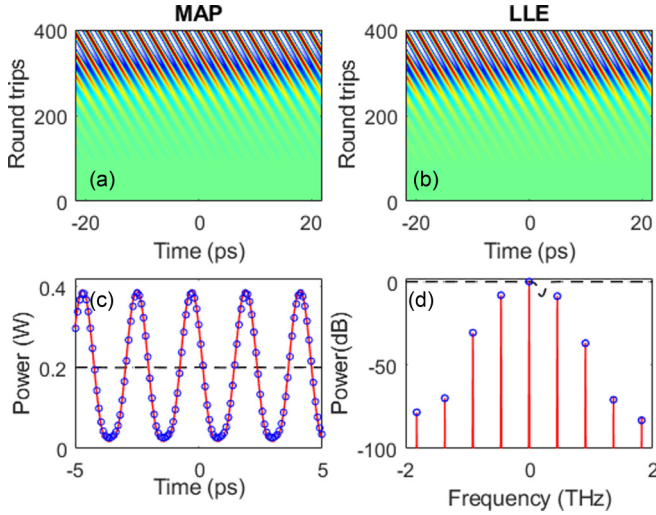 MAP
LLE
400
200
0
Round trips
(a)
-20
0
20
Time (ps)
400
200
0
Round trips
(b)
-20
0
20
Time (ps)
0.4
0.2
0
Power (W)
(c)
-5
0
5
Time (ps)
0
-50
-100
Power(dB)
(d)
-2
0
2
Frequency (THz)